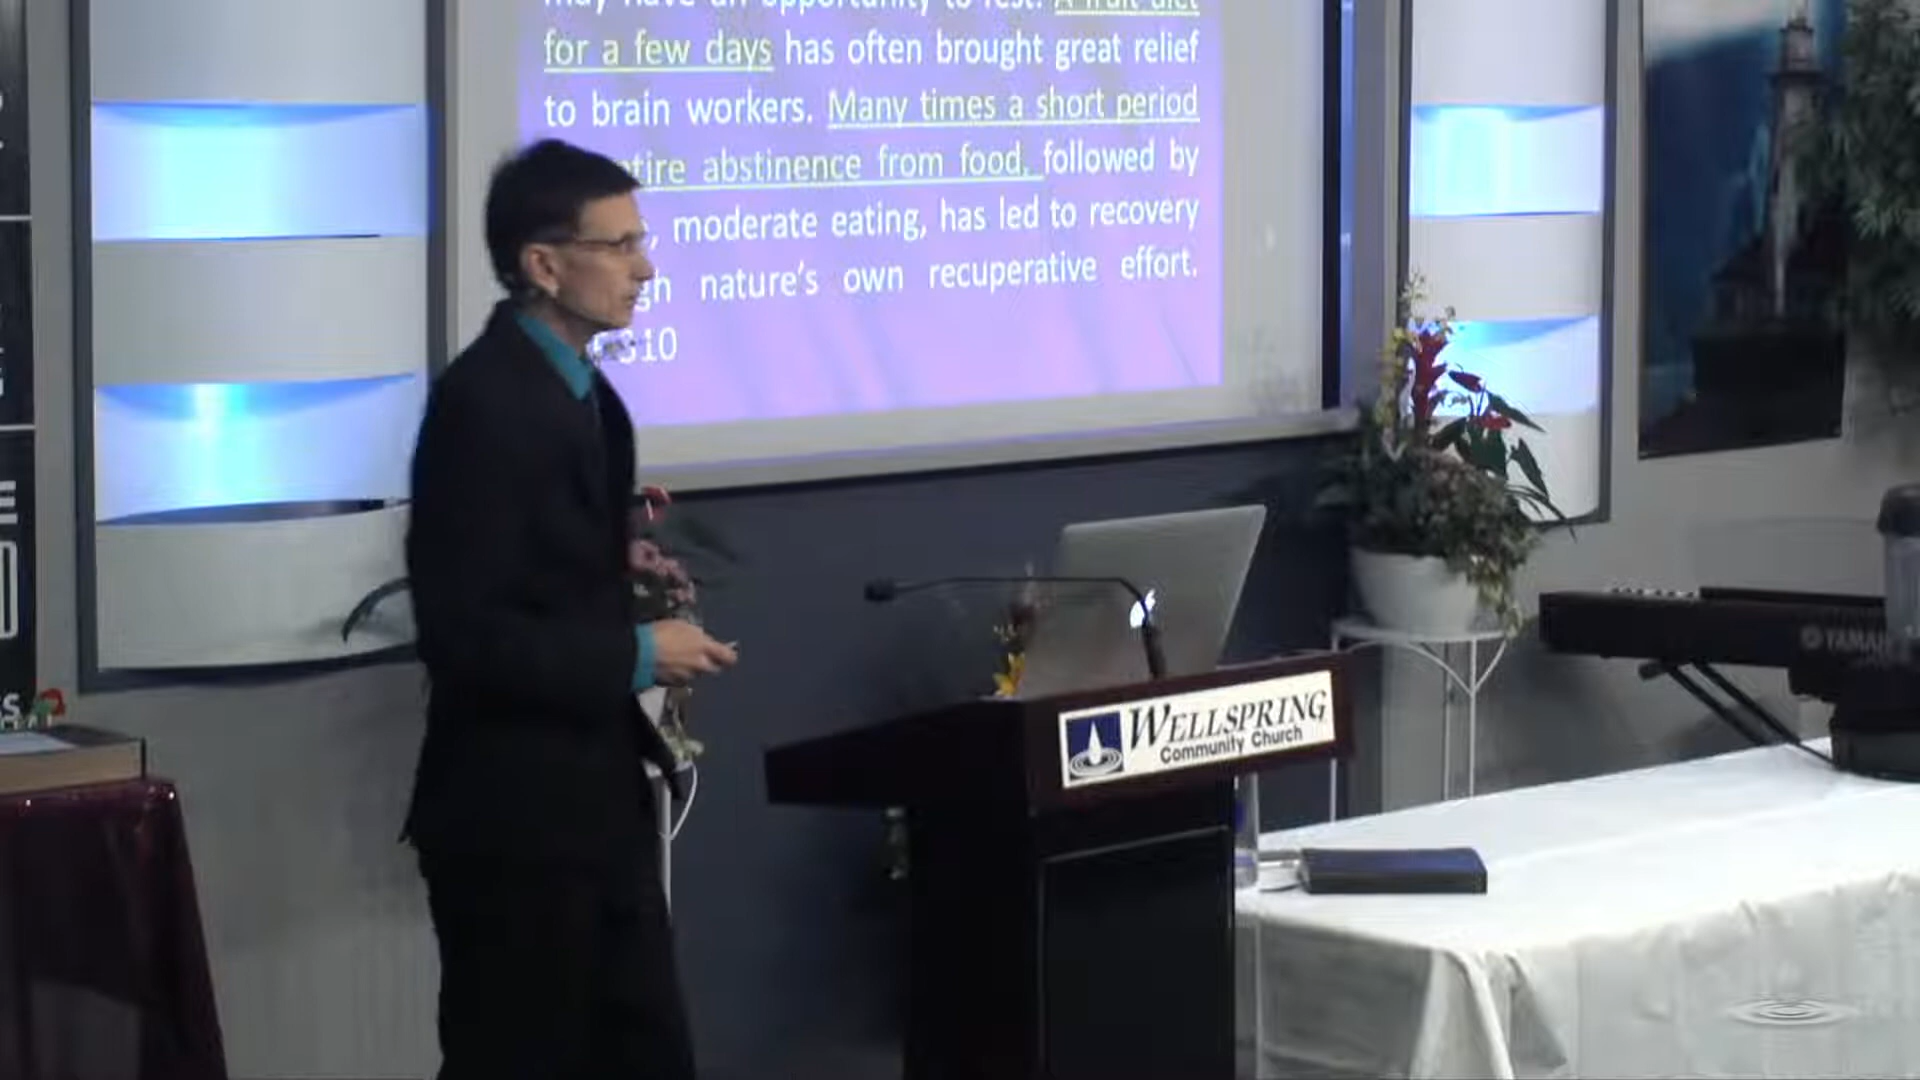 may have an opportunity to rest. A fruit diet
for a few days has often brought great relief
to brain workers. Many times a short period
abstinence from food, followed by
moderate eating, has led to recovery
nature's own recuperative effort.
310
WELLSPRING
Community Church
YAMAHA